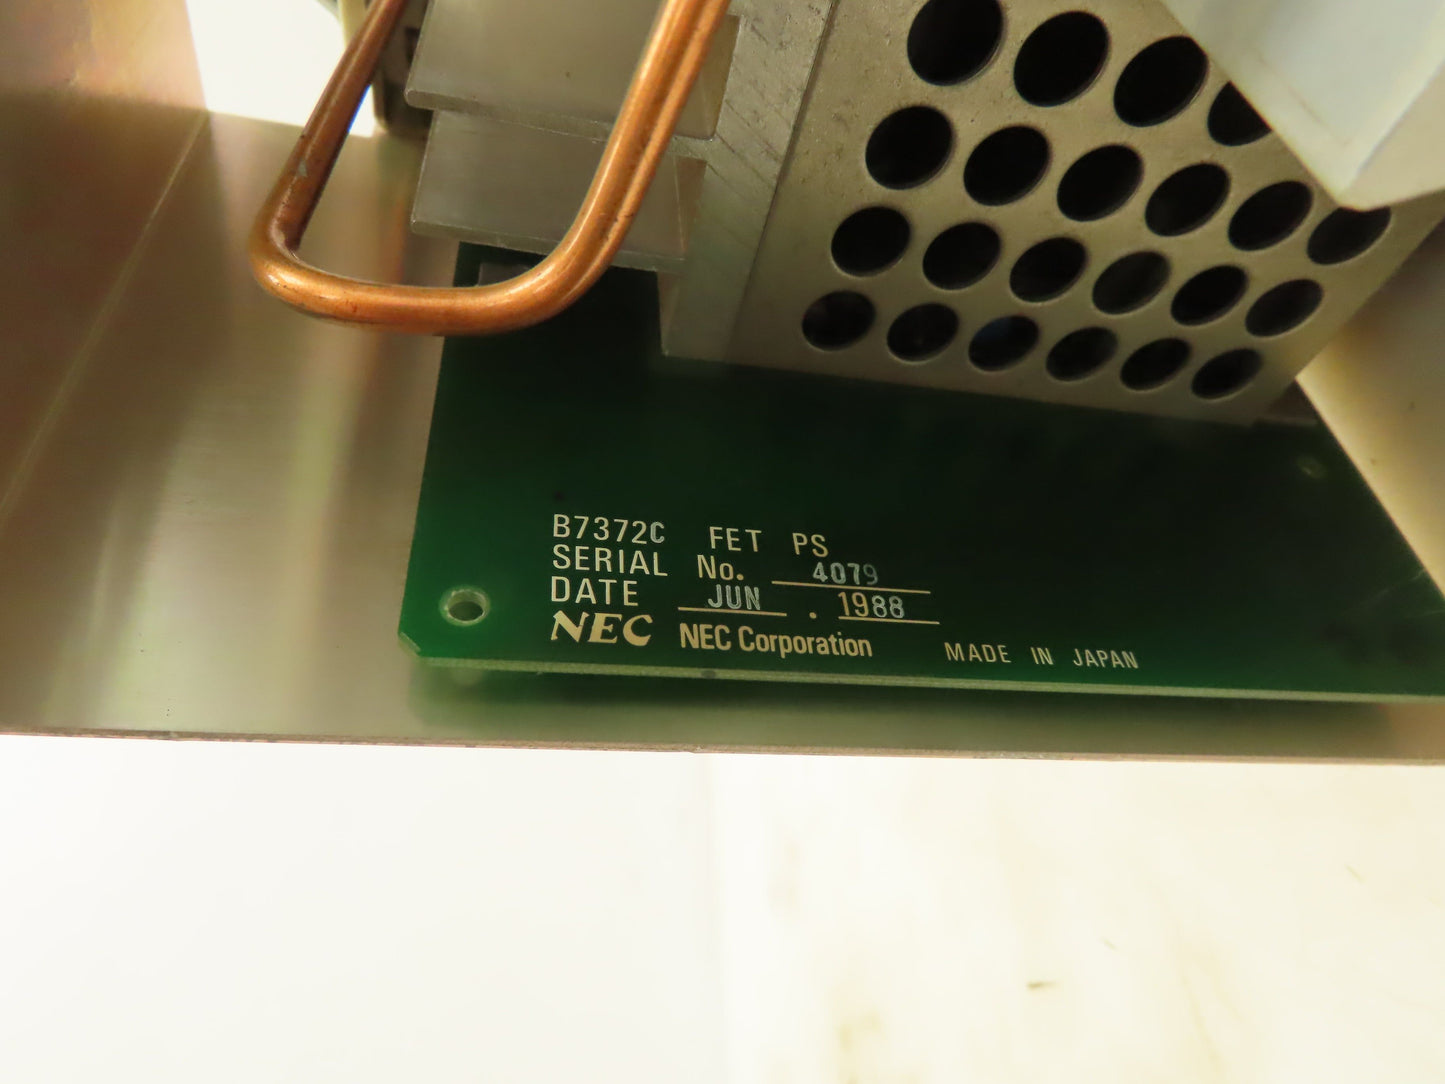 B7372C FET PS
SERIAL No. 4079
DATE JUN . 1988
NEC NEC Corporation MADE IN JAPAN